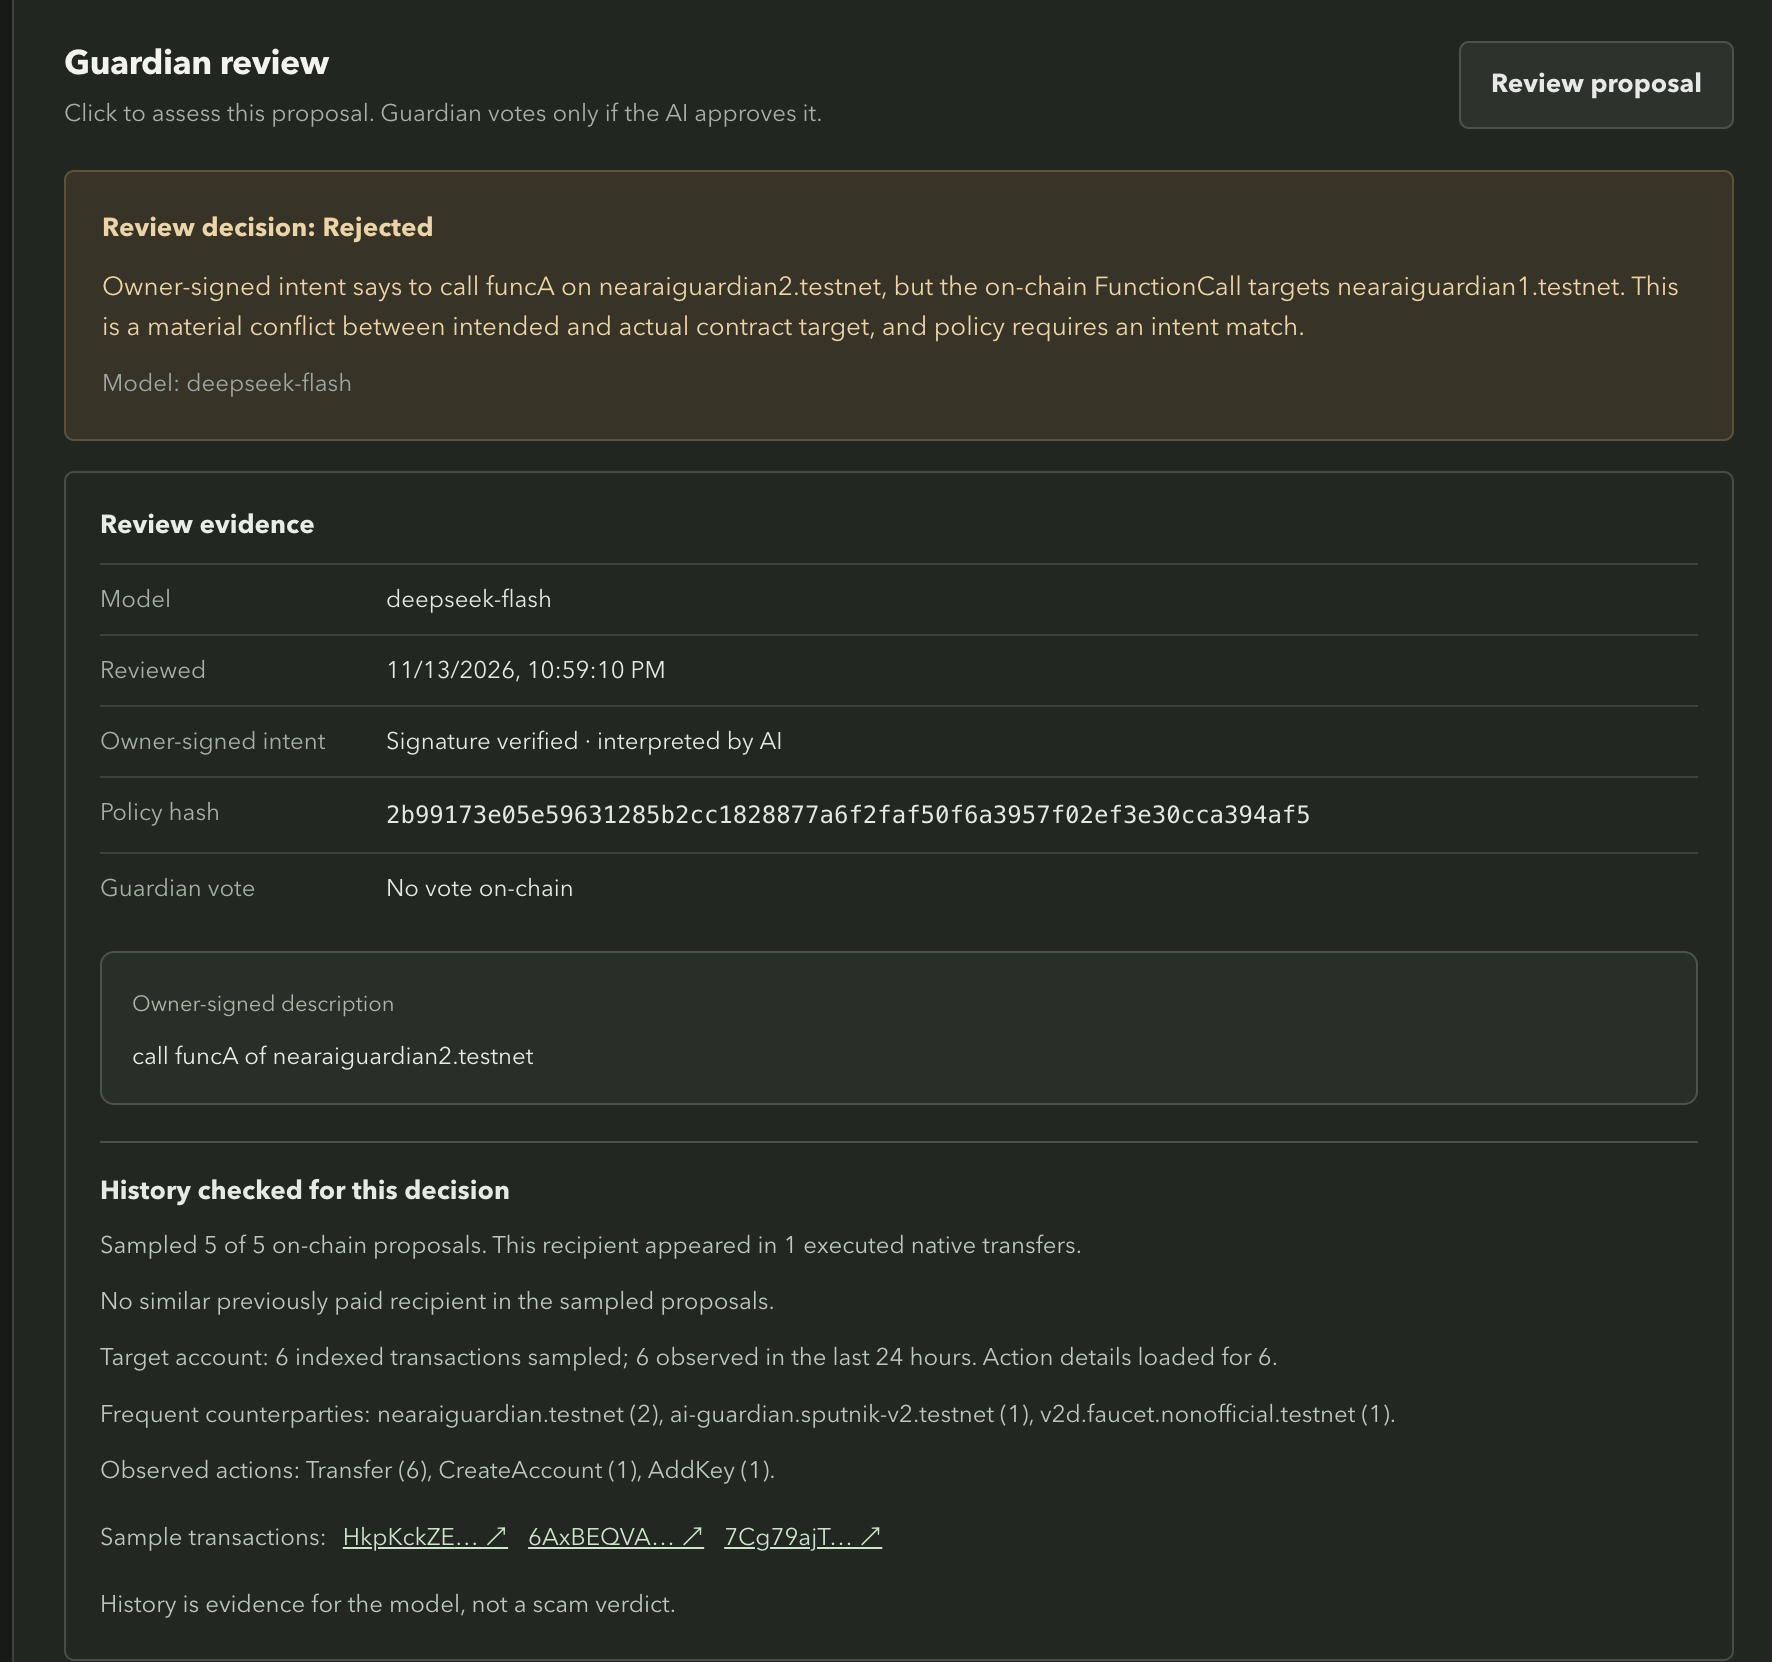 Guardian review
Review proposal
Click to assess this proposal. Guardian votes only if the AI approves it.
Review decision: Rejected
Owner-signed intent says to call funcA on nearaiguardian2.testnet, but the on-chain FunctionCall targets nearaiguardian1.testnet. This
is a material conflict between intended and actual contract target, and policy requires an intent match.
Model: deepseek-flash
Review evidence
Model deepseek-flash
Reviewed 11/13/2026, 10:59:10 PM
Owner-signed intent Signature verified · interpreted by AI
Policy hash 2b99173e05e59631285b2cc1828877a6f2faf50f6a3957f02ef3e30cca394af5
Guardian vote No vote on-chain
Owner-signed description
call funcA of nearaiguardian2.testnet
History checked for this decision
Sampled 5 of 5 on-chain proposals. This recipient appeared in 1 executed native transfers.
No similar previously paid recipient in the sampled proposals.
Target account: 6 indexed transactions sampled; 6 observed in the last 24 hours. Action details loaded for 6.
Frequent counterparties: nearaiguardian.testnet (2), ai-guardian.sputnik-v2.testnet (1), v2d.faucet.nonofficial.testnet (1).
Observed actions: Transfer (6), CreateAccount (1), AddKey (1).
Sample transactions: HkpKckZE... ↗ 6AxBEQVA... ↗ 7Cg79ajT... ↗
History is evidence for the model, not a scam verdict.